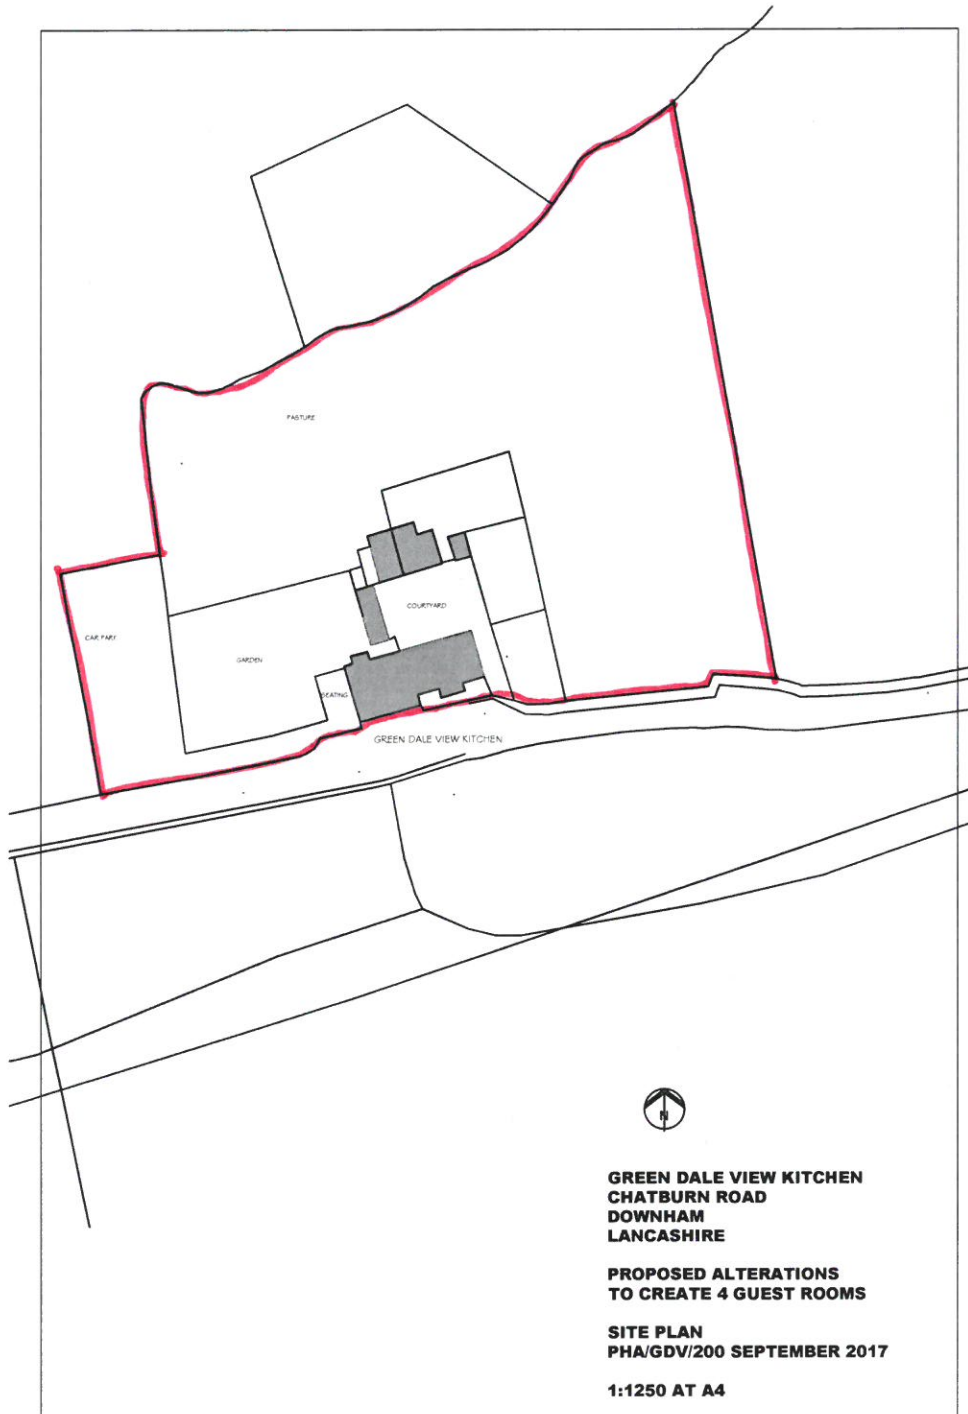 PASTURE
COURTYARD
CAR PARK
GARDEN
SEATING
GREEN DALE VIEW KITCHEN
N
GREEN DALE VIEW KITCHEN
CHATBURN ROAD
DOWNHAM
LANCASHIRE
PROPOSED ALTERATIONS
TO CREATE 4 GUEST ROOMS
SITE PLAN
PHA/GDV/200 SEPTEMBER 2017
1:1250 AT A4